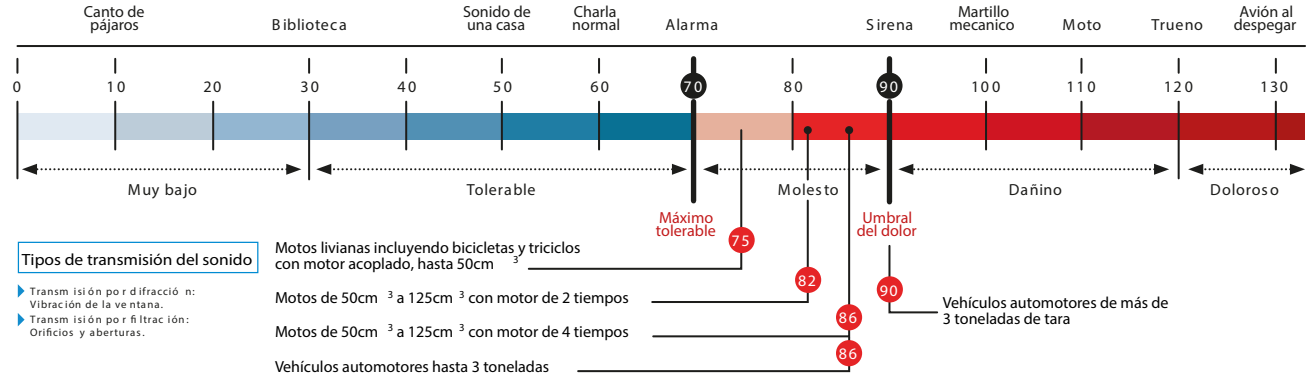 Canto de
pájaros
Biblioteca
Sonido de
una casa
Charla
normal
Alarma
Sirena
Martillo
mecanico
Moto
Trueno
Avión al
despegar
0 10 20 30 40 50 60 70 80 90 100 110 120 130
Muy bajo
Tolerable
Molesto
Dañino
Doloroso
Máximo
tolerable
Umbral
del dolor
Tipos de transmisión del sonido
Transmisión por difracción:
Vibración de la ventana.
Transmisión por filtración:
Orificios y aberturas.
Motos livianas incluyendo bicicletas y triciclos
con motor acoplado, hasta 50cm ³
75
Motos de 50cm ³ a 125cm ³ con motor de 2 tiempos
82
Motos de 50cm ³ a 125cm ³ con motor de 4 tiempos
86
Vehículos automotores hasta 3 toneladas
86
90
Vehículos automotores de más de
3 toneladas de tara